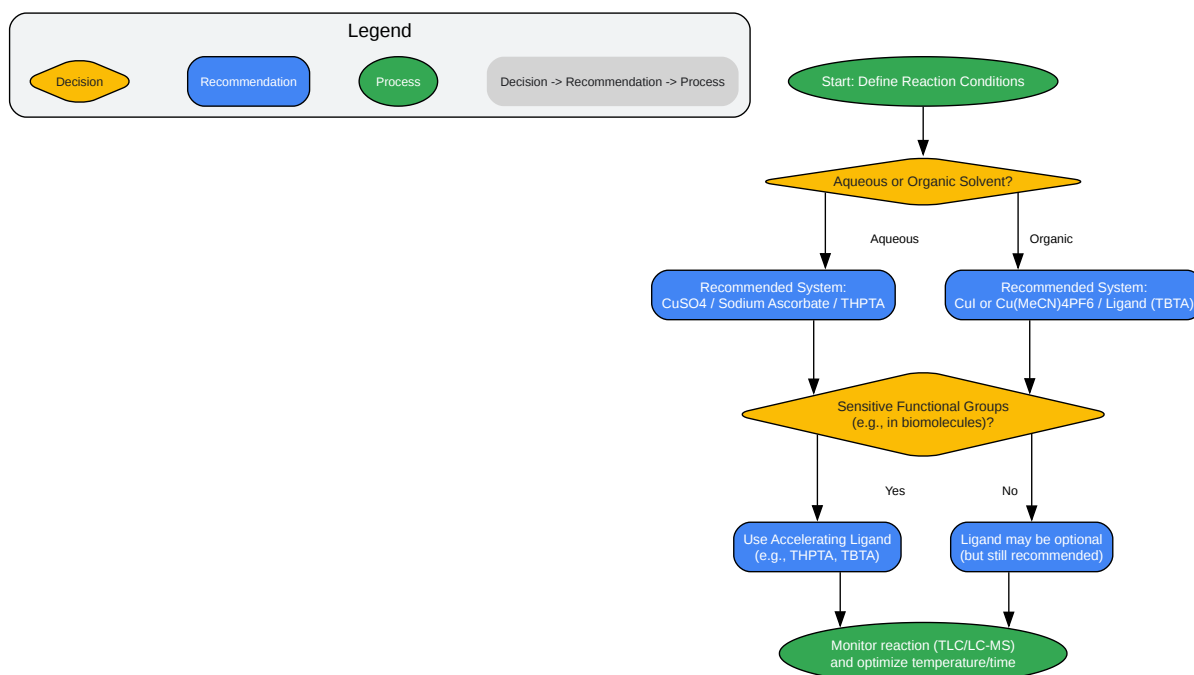 Legend
Decision
Recommendation
Process
Decision -> Recommendation -> Process
Start: Define Reaction Conditions
Aqueous or Organic Solvent?
Aqueous
Organic
Recommended System:
CuSO4 / Sodium Ascorbate / THPTA
Recommended System:
CuI or Cu(MeCN)4PF6 / Ligand (TBTA)
Sensitive Functional Groups
(e.g., in biomolecules)?
Yes
No
Use Accelerating Ligand
(e.g., THPTA, TBTA)
Ligand may be optional
(but still recommended)
Monitor reaction (TLC/LC-MS)
and optimize temperature/time